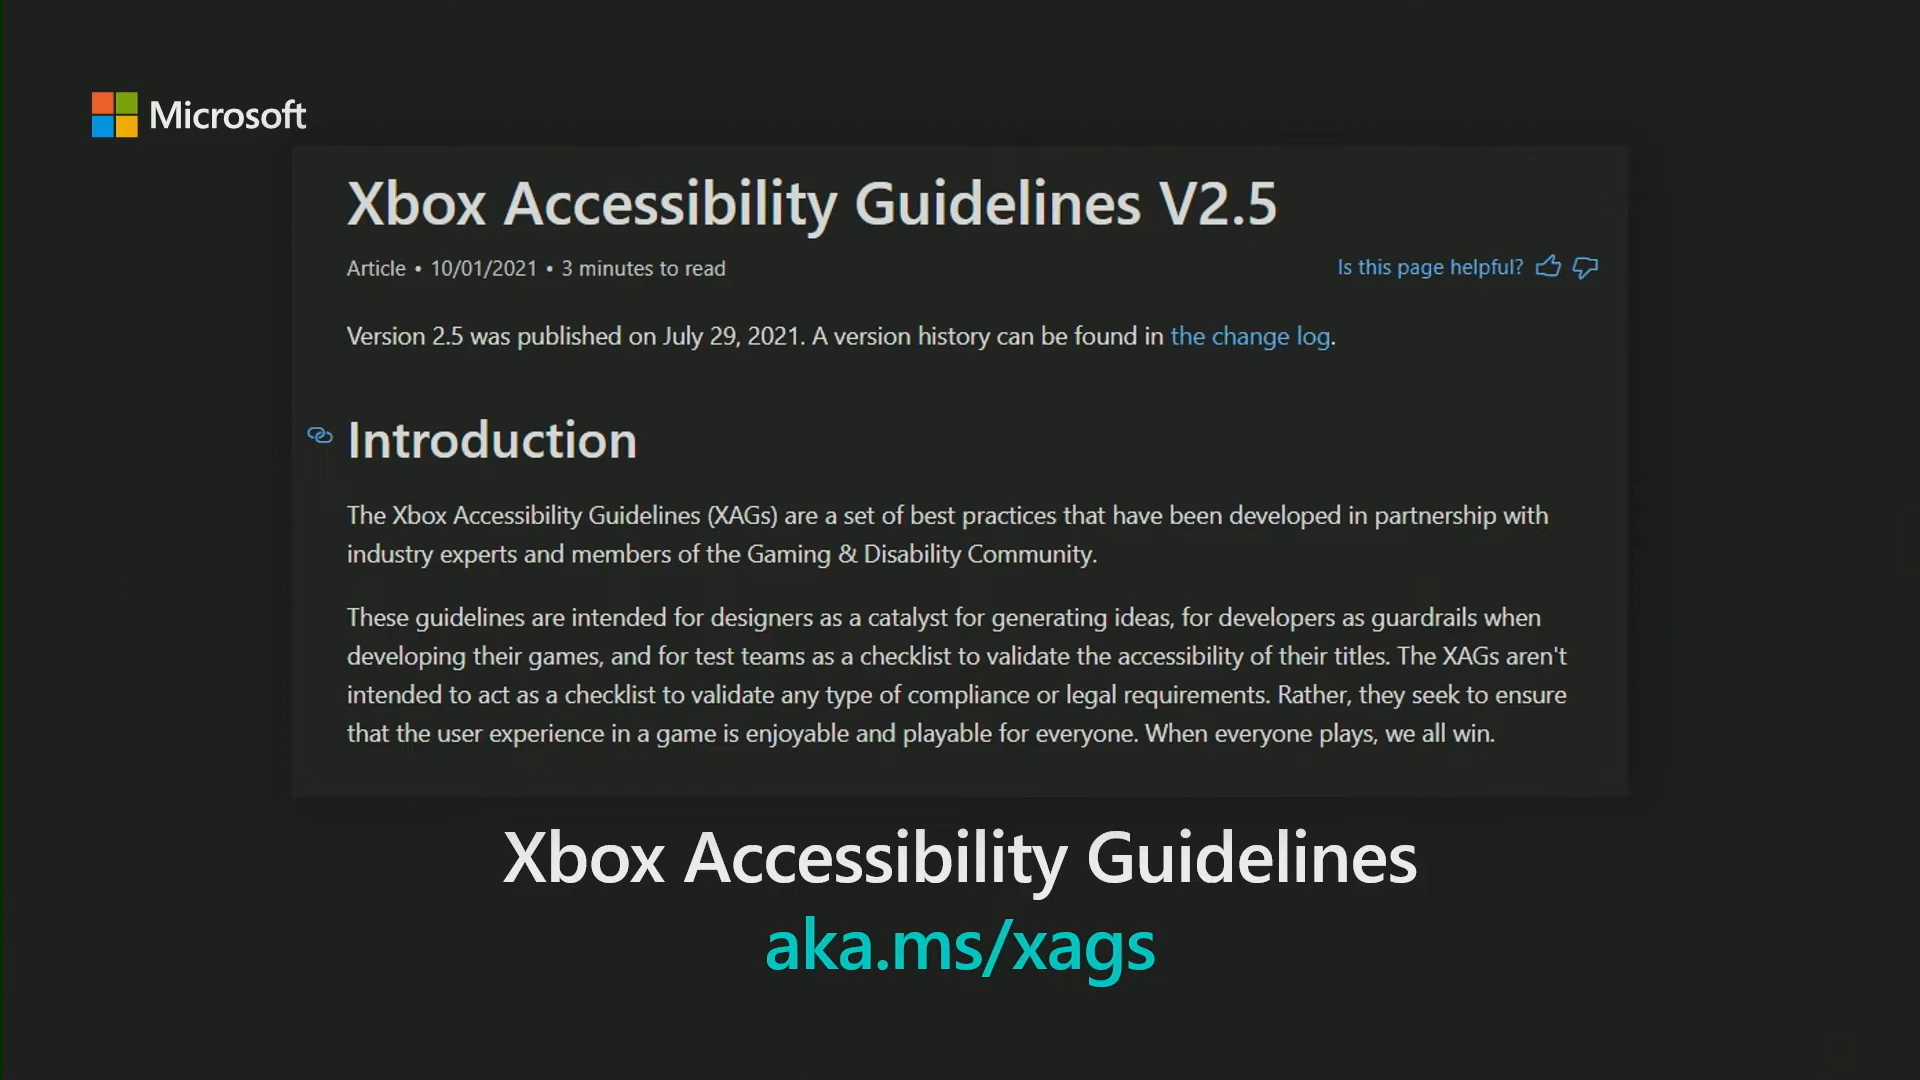 Microsoft
Xbox Accessibility Guidelines V2.5
Article • 10/01/2021 • 3 minutes to read
Is this page helpful?
Version 2.5 was published on July 29, 2021. A version history can be found in the change log.
Introduction
The Xbox Accessibility Guidelines (XAGs) are a set of best practices that have been developed in partnership with
industry experts and members of the Gaming & Disability Community.
These guidelines are intended for designers as a catalyst for generating ideas, for developers as guardrails when
developing their games, and for test teams as a checklist to validate the accessibility of their titles. The XAGs aren't
intended to act as a checklist to validate any type of compliance or legal requirements. Rather, they seek to ensure
that the user experience in a game is enjoyable and playable for everyone. When everyone plays, we all win.
Xbox Accessibility Guidelines
aka.ms/xags